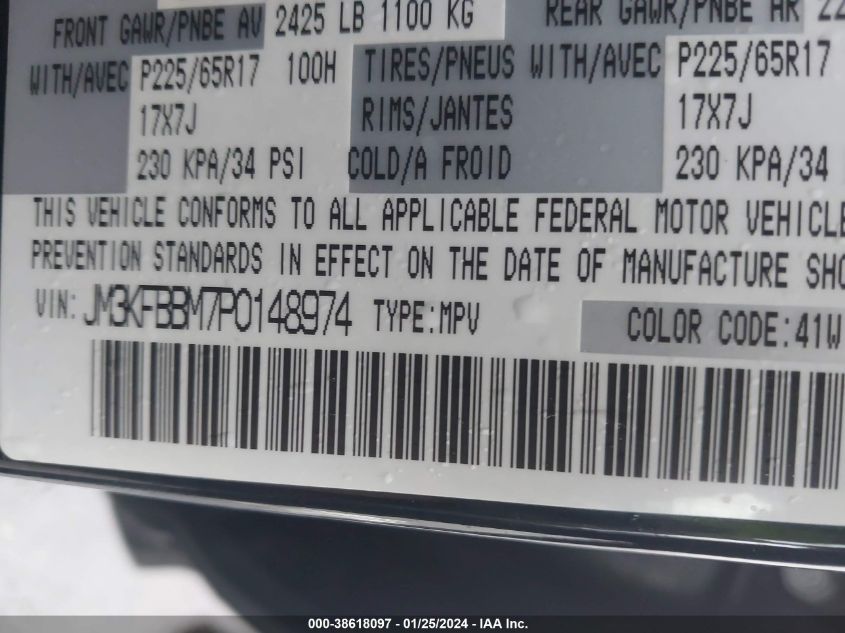 FRONT GAWR/PNBE AV 2425 LB 1100 KG REAR GAWR/PNBE AR 22
WITH/AVEC P225/65R17 100H TIRES/PNEUS WITH/AVEC P225/65R17
17X7J RIMS/JANTES 17X7J
230 KPA/34 PSI COLD/A FROID 230 KPA/34
THIS VEHICLE CONFORMS TO ALL APPLICABLE FEDERAL MOTOR VEHICLE
PREVENTION STANDARDS IN EFFECT ON THE DATE OF MANUFACTURE SHO
VIN: JM3KFBBM7P0148974 TYPE:MPV COLOR CODE:41W
000-38618097 - 01/25/2024 - IAA Inc.